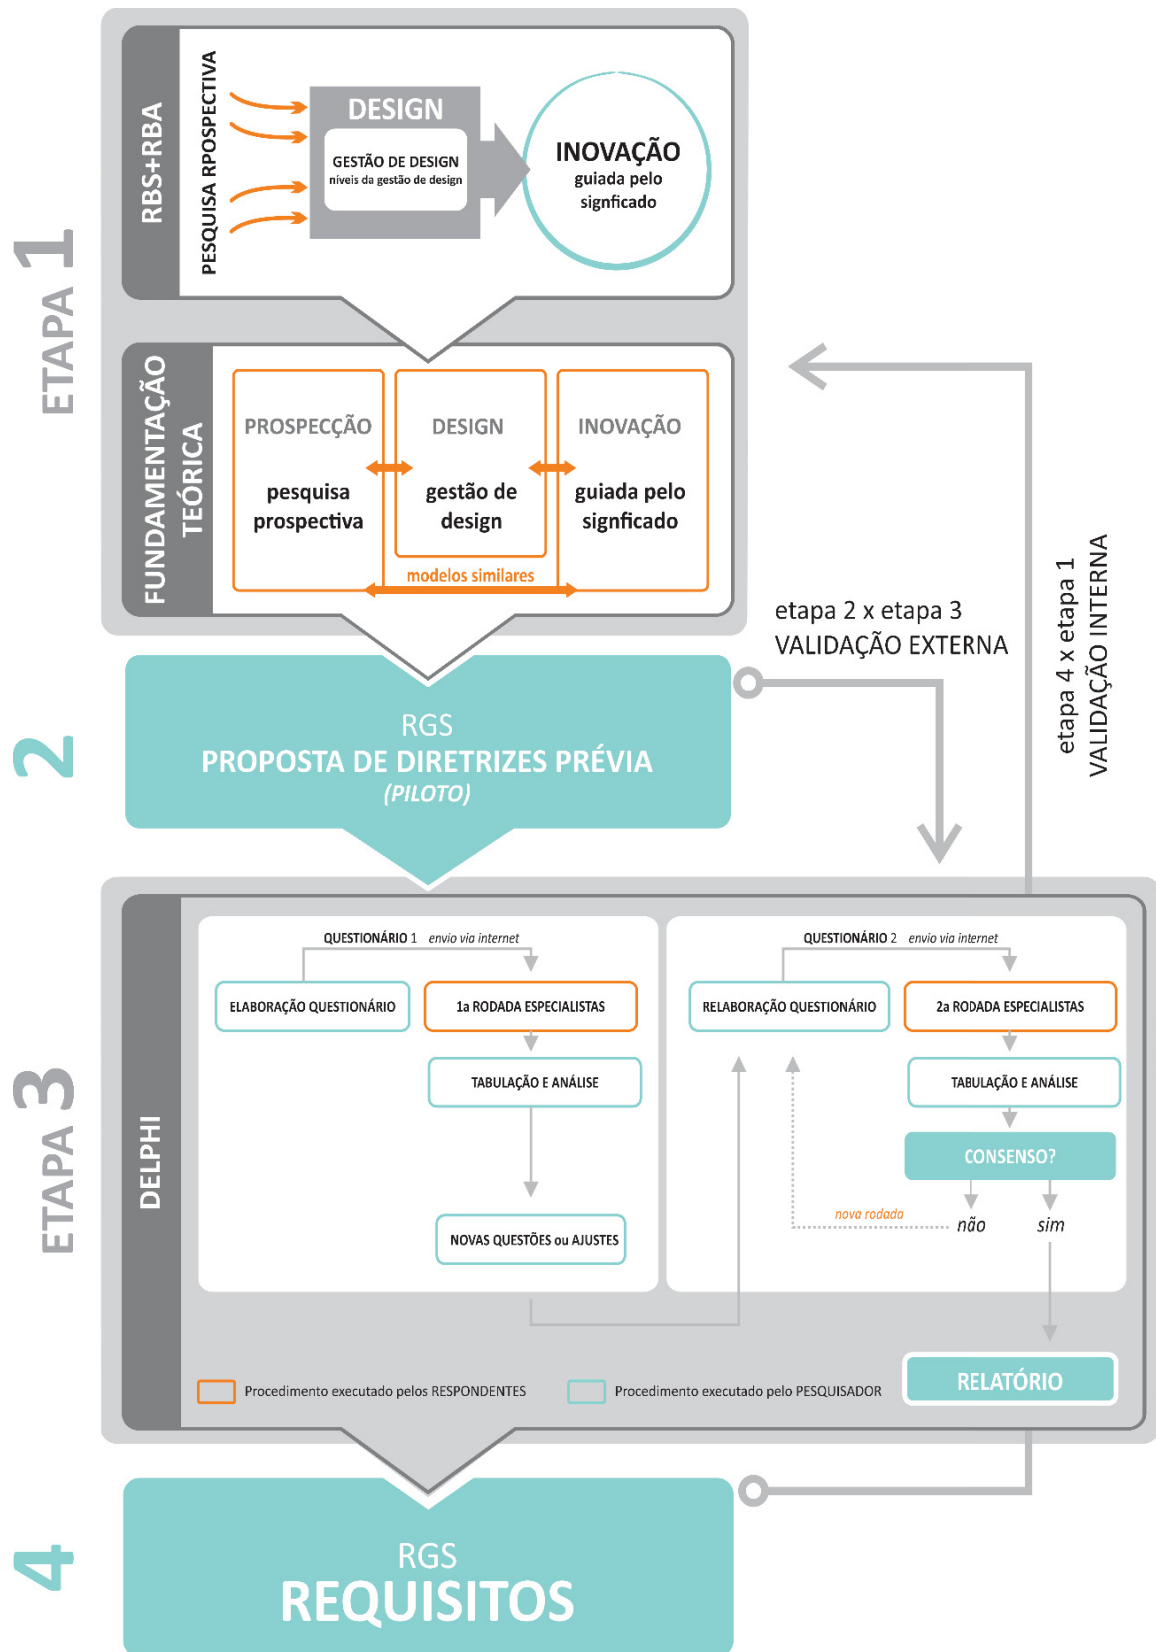 ETAPA 1
RBS+RBA
PESQUISA RPOSPECTIVA
DESIGN
GESTÃO DE DESIGN
níveis da gestão de design
INOVAÇÃO
guiada pelo
signficado
FUNDAMENTAÇÃO
TEÓRICA
PROSPECÇÃO
pesquisa
prospectiva
DESIGN
gestão de
design
INOVAÇÃO
guiada pelo
signficado
modelos similares
etapa 2 x etapa 3
VALIDAÇÃO EXTERNA
etapa 4 x etapa 1
VALIDAÇÃO INTERNA
2
RGS
PROPOSTA DE DIRETRIZES PRÉVIA
(PILOTO)
ETAPA 3
DELPHI
QUESTIONÁRIO 1 envio via internet
ELABORAÇÃO QUESTIONÁRIO
1a RODADA ESPECIALISTAS
TABULAÇÃO E ANÁLISE
NOVAS QUESTÕES ou AJUSTES
QUESTIONÁRIO 2 envio via internet
RELABORAÇÃO QUESTIONÁRIO
2a RODADA ESPECIALISTAS
TABULAÇÃO E ANÁLISE
CONSENSO?
nova rodada
não
sim
Procedimento executado pelos RESPONDENTES
Procedimento executado pelo PESQUISADOR
RELATÓRIO
4
RGS
REQUISITOS